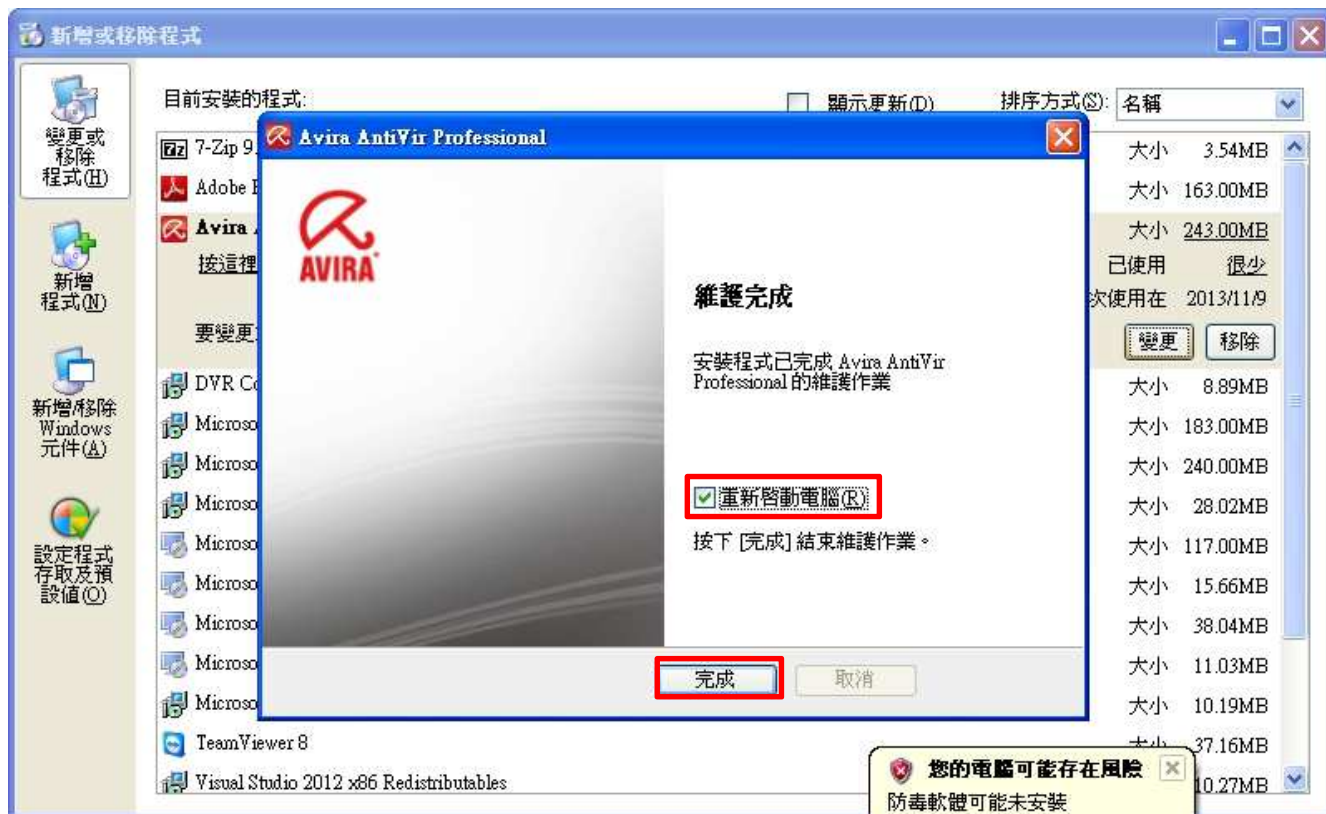 新增或移除程式
變更或
移除
程式(H)
新增
程式(N)
新增/移除
Windows
元件(A)
設定程式
存取及預
設值(O)
目前安裝的程式:
顯示更新(D)
排序方式(S): 名稱
7-Zip 9
大小 3.54MB
Adobe
大小 163.00MB
Avira
大小 243.00MB
按這裡
已使用 很少
次使用在 2013/11/9
要變更
變更 移除
DVR
大小 8.89MB
大小 183.00MB
大小 240.00MB
大小 28.02MB
大小 117.00MB
大小 15.66MB
大小 38.04MB
大小 11.03MB
大小 10.19MB
TeamViewer 8
大小 37.16MB
Visual Studio 2012 x86 Redistributables
10.27MB
Avira AntiVir Professional
AVIRA
維護完成
安裝程式已完成 Avira AntiVir
Professional 的維護作業
重新啟動電腦(R)
按下 [完成] 結束維護作業。
完成 取消
您的電腦可能存在風險
防毒軟體可能未安裝